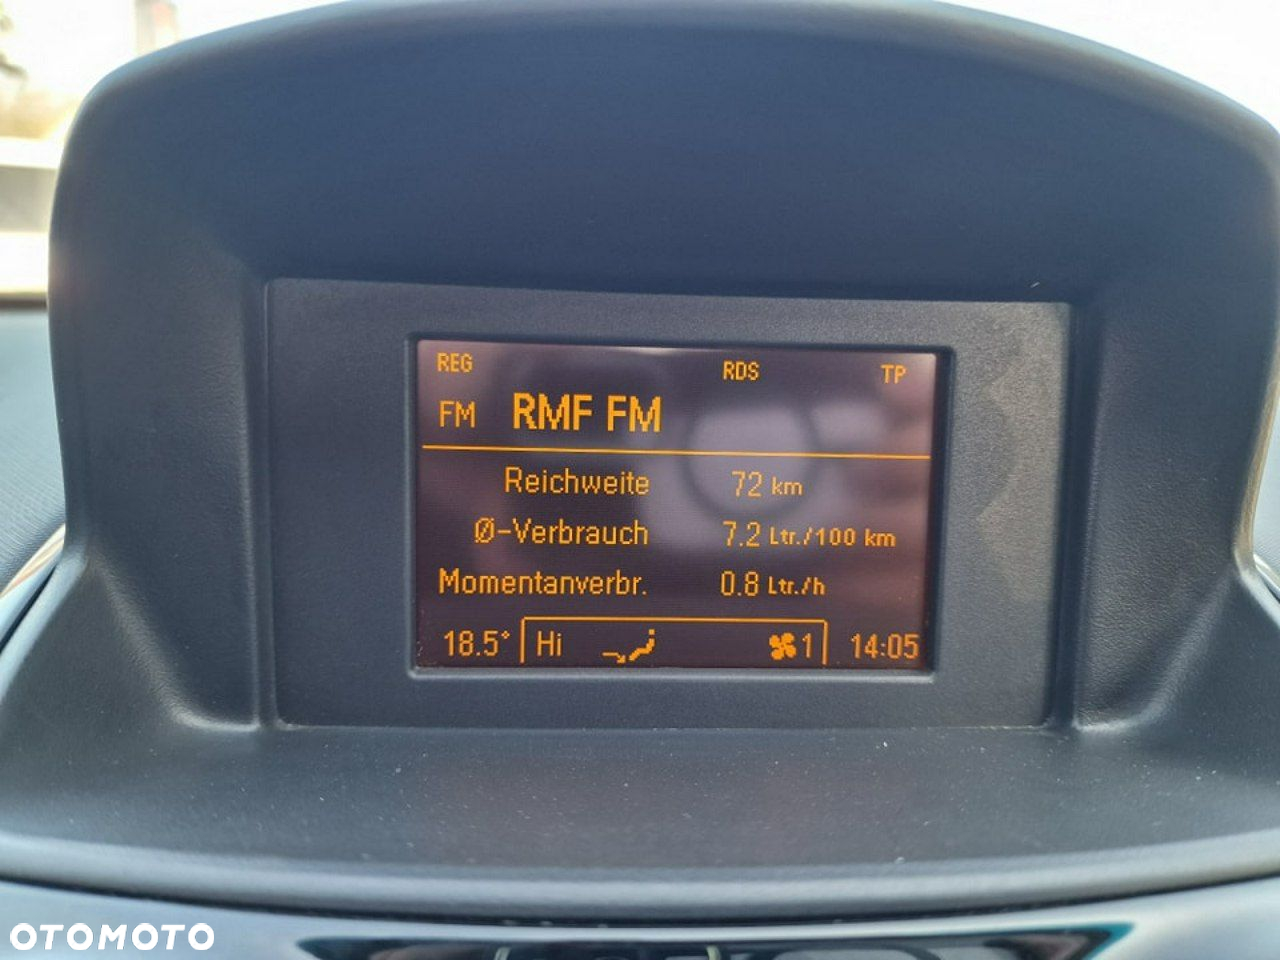 REG RDS TP
FM RMF FM
Reichweite 72 km
Ø-Verbrauch 7.2 Ltr./100 km
Momentanverbr. 0.8 Ltr./h
18.5° Hi 1 14:05
OTOMOTO